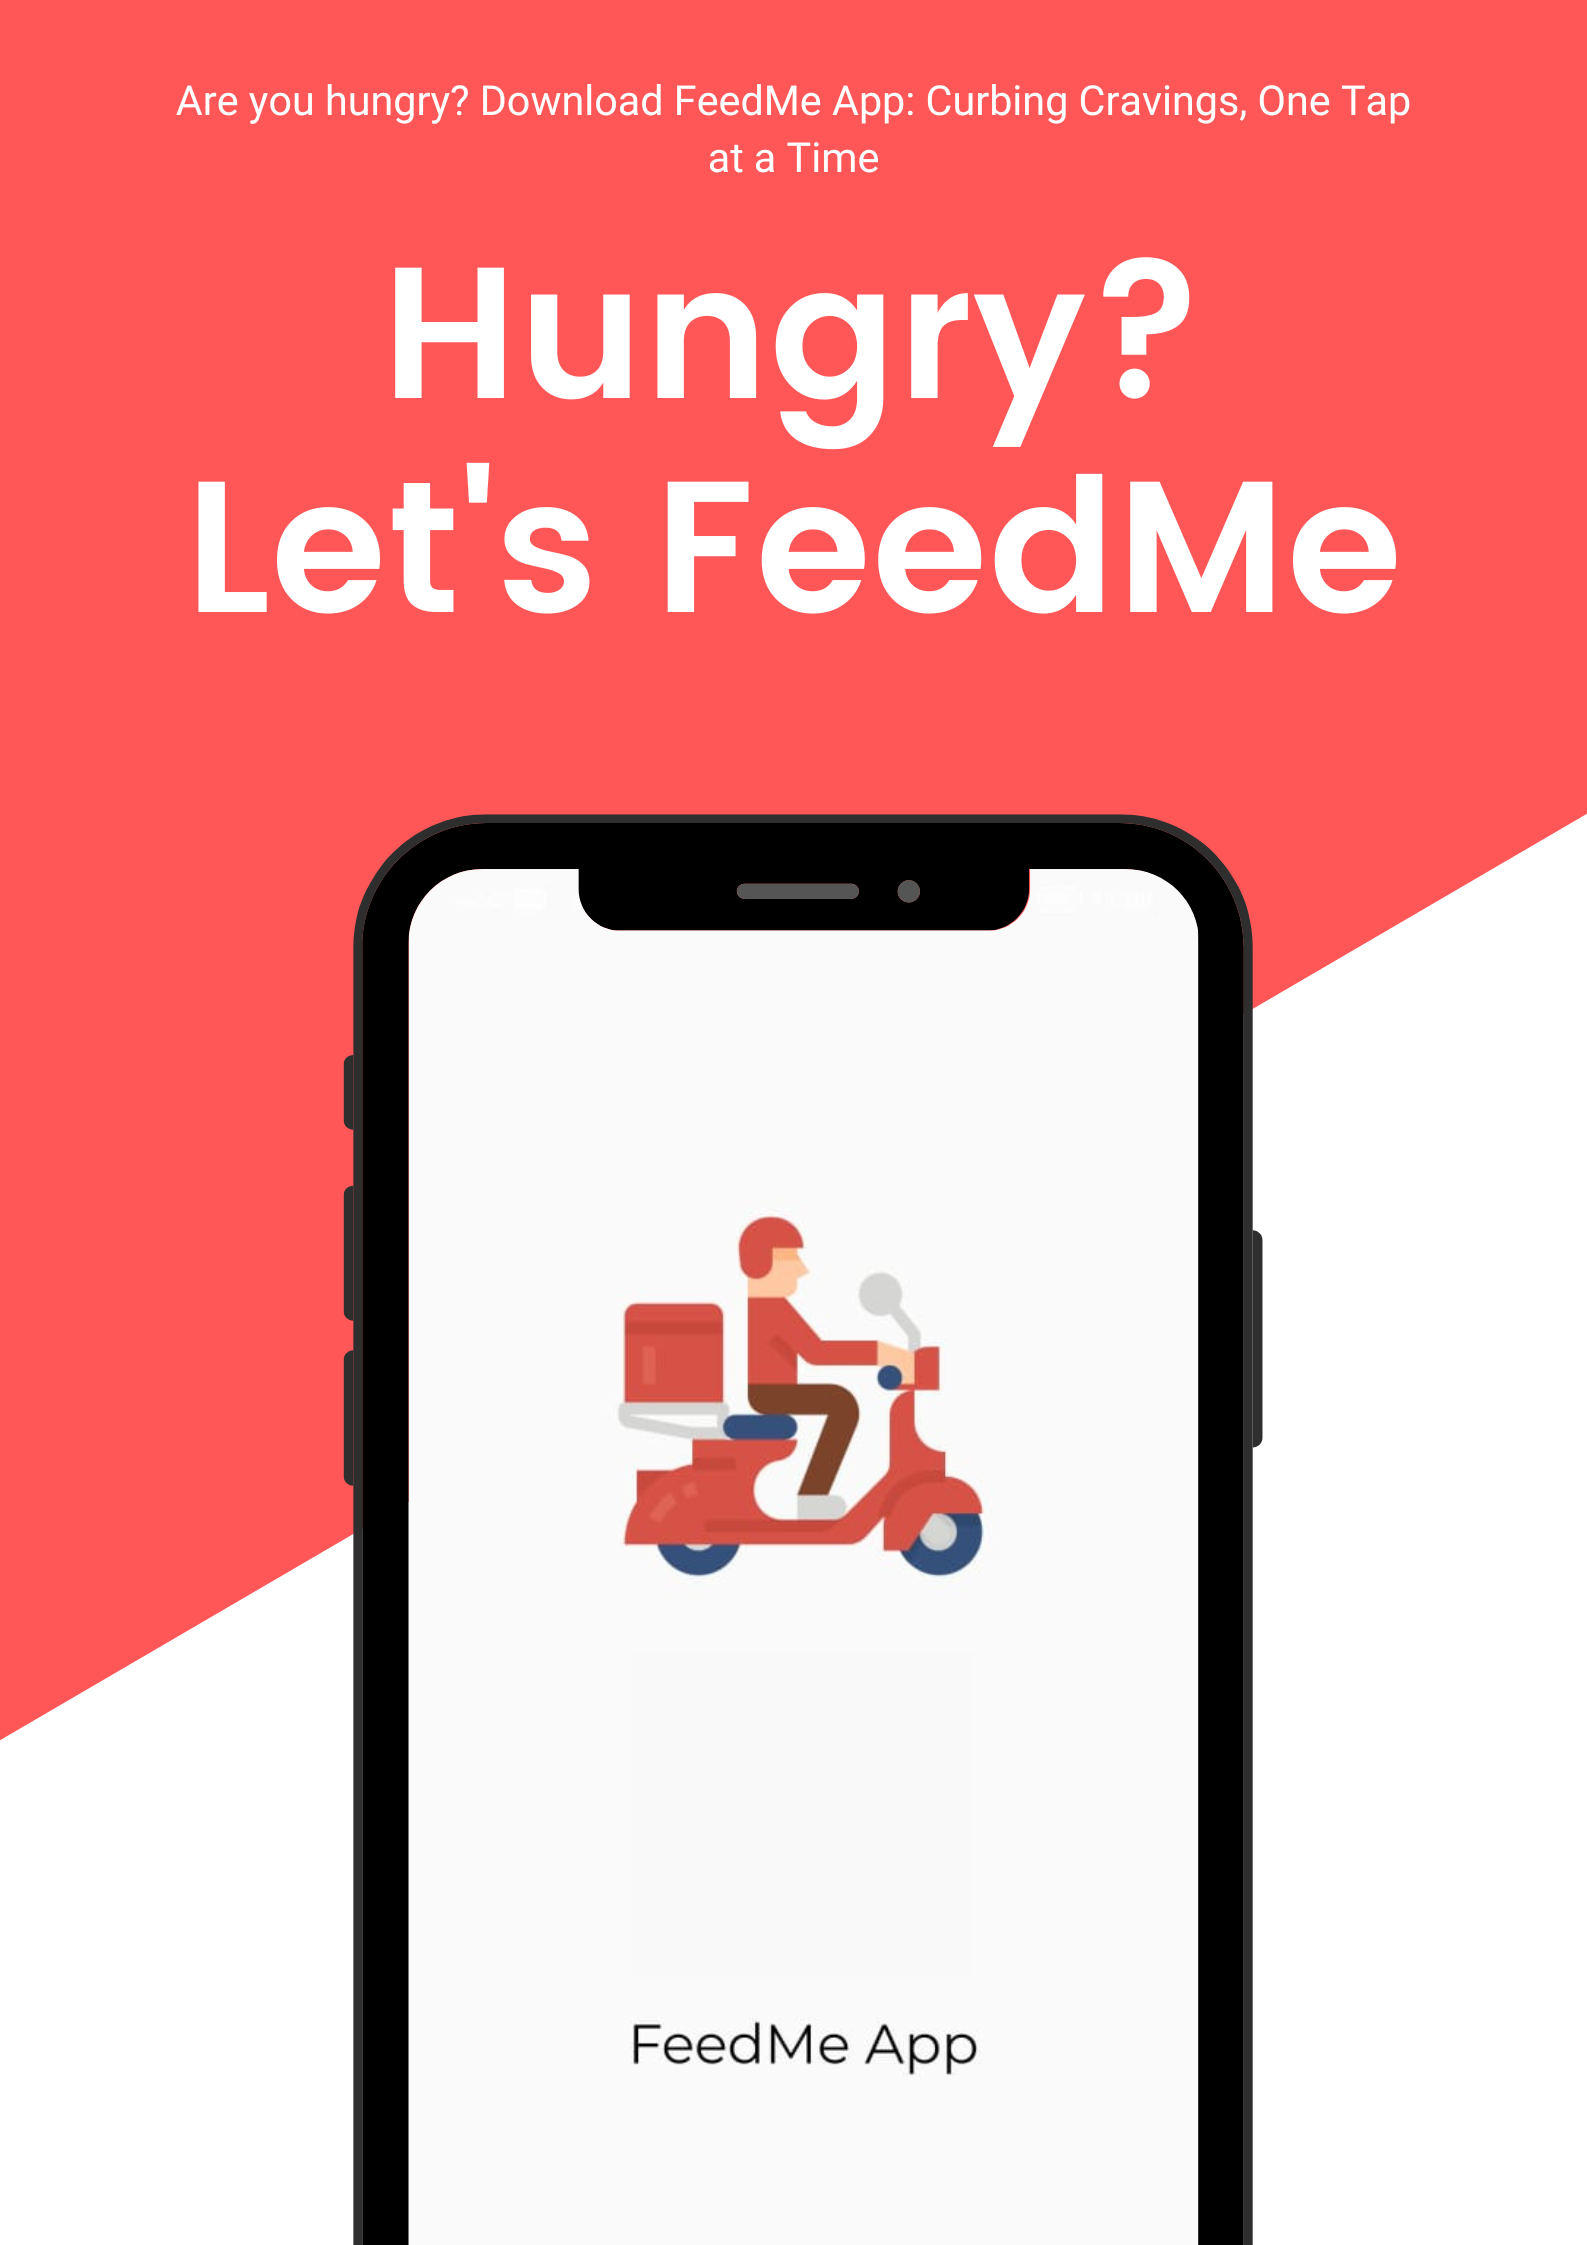 Are you hungry? Download FeedMe App: Curbing Cravings, One Tap
at a Time
Hungry?
Let's FeedMe
FeedMe App